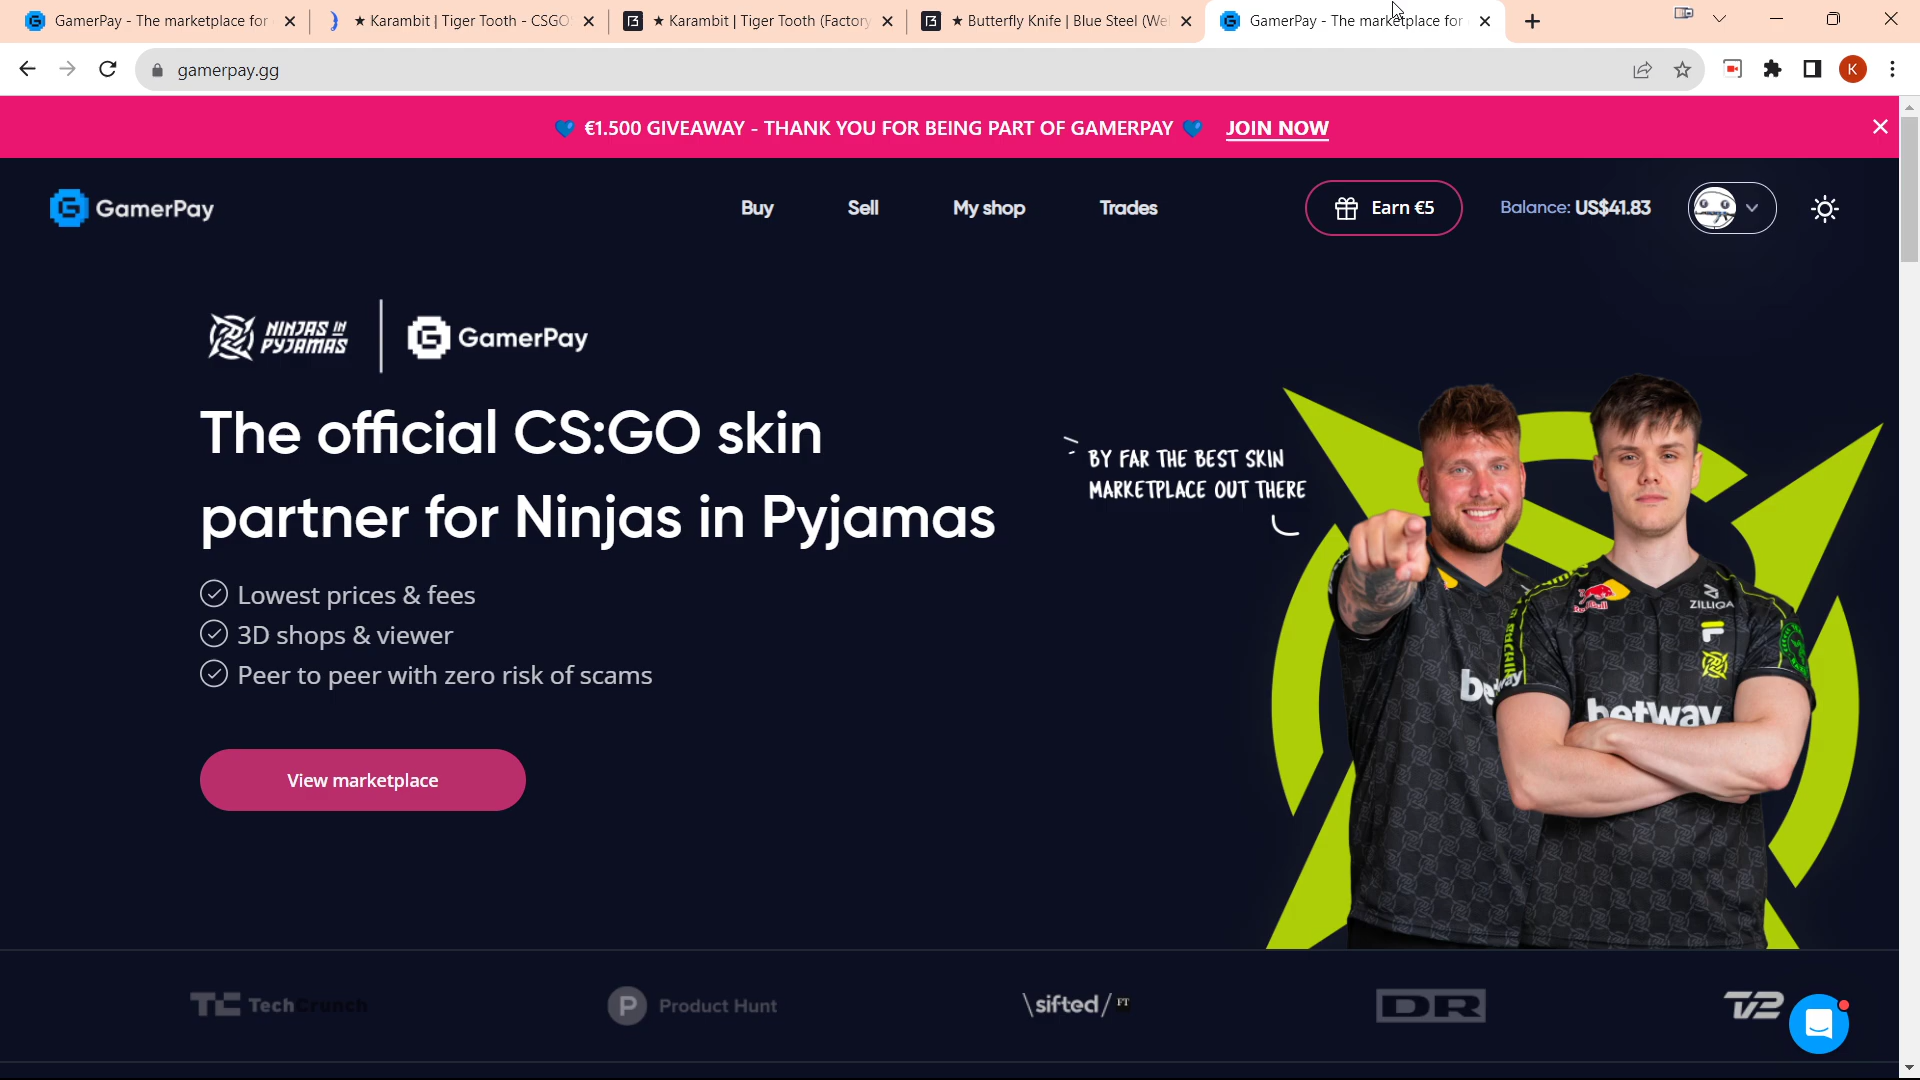 GamerPay - The marketplace for
★ Karambit | Tiger Tooth - CSGO
★ Karambit | Tiger Tooth (Factory
★ Butterfly Knife | Blue Steel (We
GamerPay - The marketplace for
gamerpay.gg
K
💙 €1.500 GIVEAWAY - THANK YOU FOR BEING PART OF GAMERPAY 💙 JOIN NOW
GamerPay
Buy
Sell
My shop
Trades
Earn €5
Balance: US$41.83
NINJAS IN
PYJAMAS
GamerPay
The official CS:GO skin
partner for Ninjas in Pyjamas
BY FAR THE BEST SKIN
MARKETPLACE OUT THERE
Lowest prices & fees
3D shops & viewer
Peer to peer with zero risk of scams
View marketplace
Red Bull
ZILLIQA
betway
betway
TechCrunch
P Product Hunt
\sifted/ FT
DR
TV2